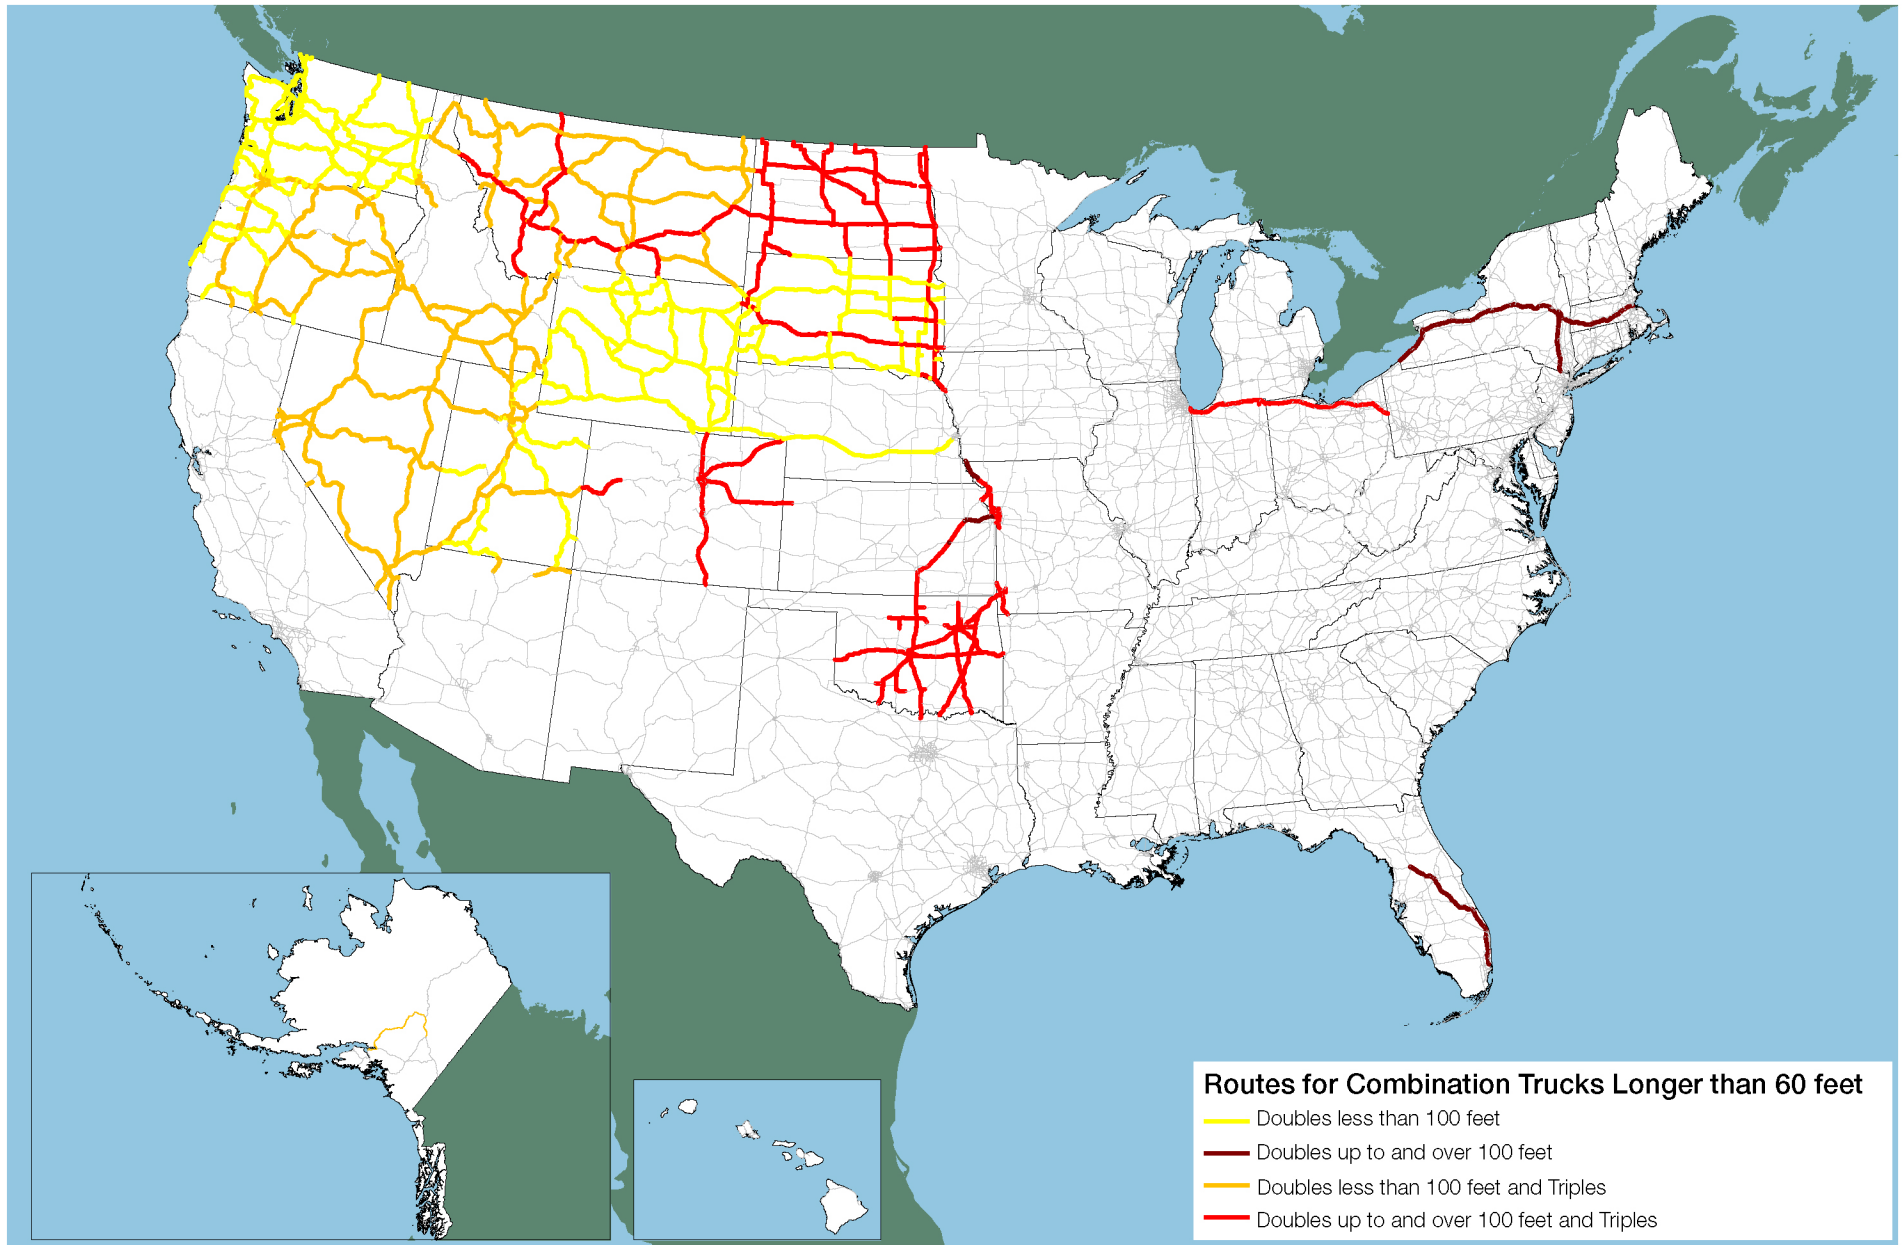 Routes for Combination Trucks Longer than 60 feet
Doubles less than 100 feet
Doubles up to and over 100 feet
Doubles less than 100 feet and Triples
Doubles up to and over 100 feet and Triples